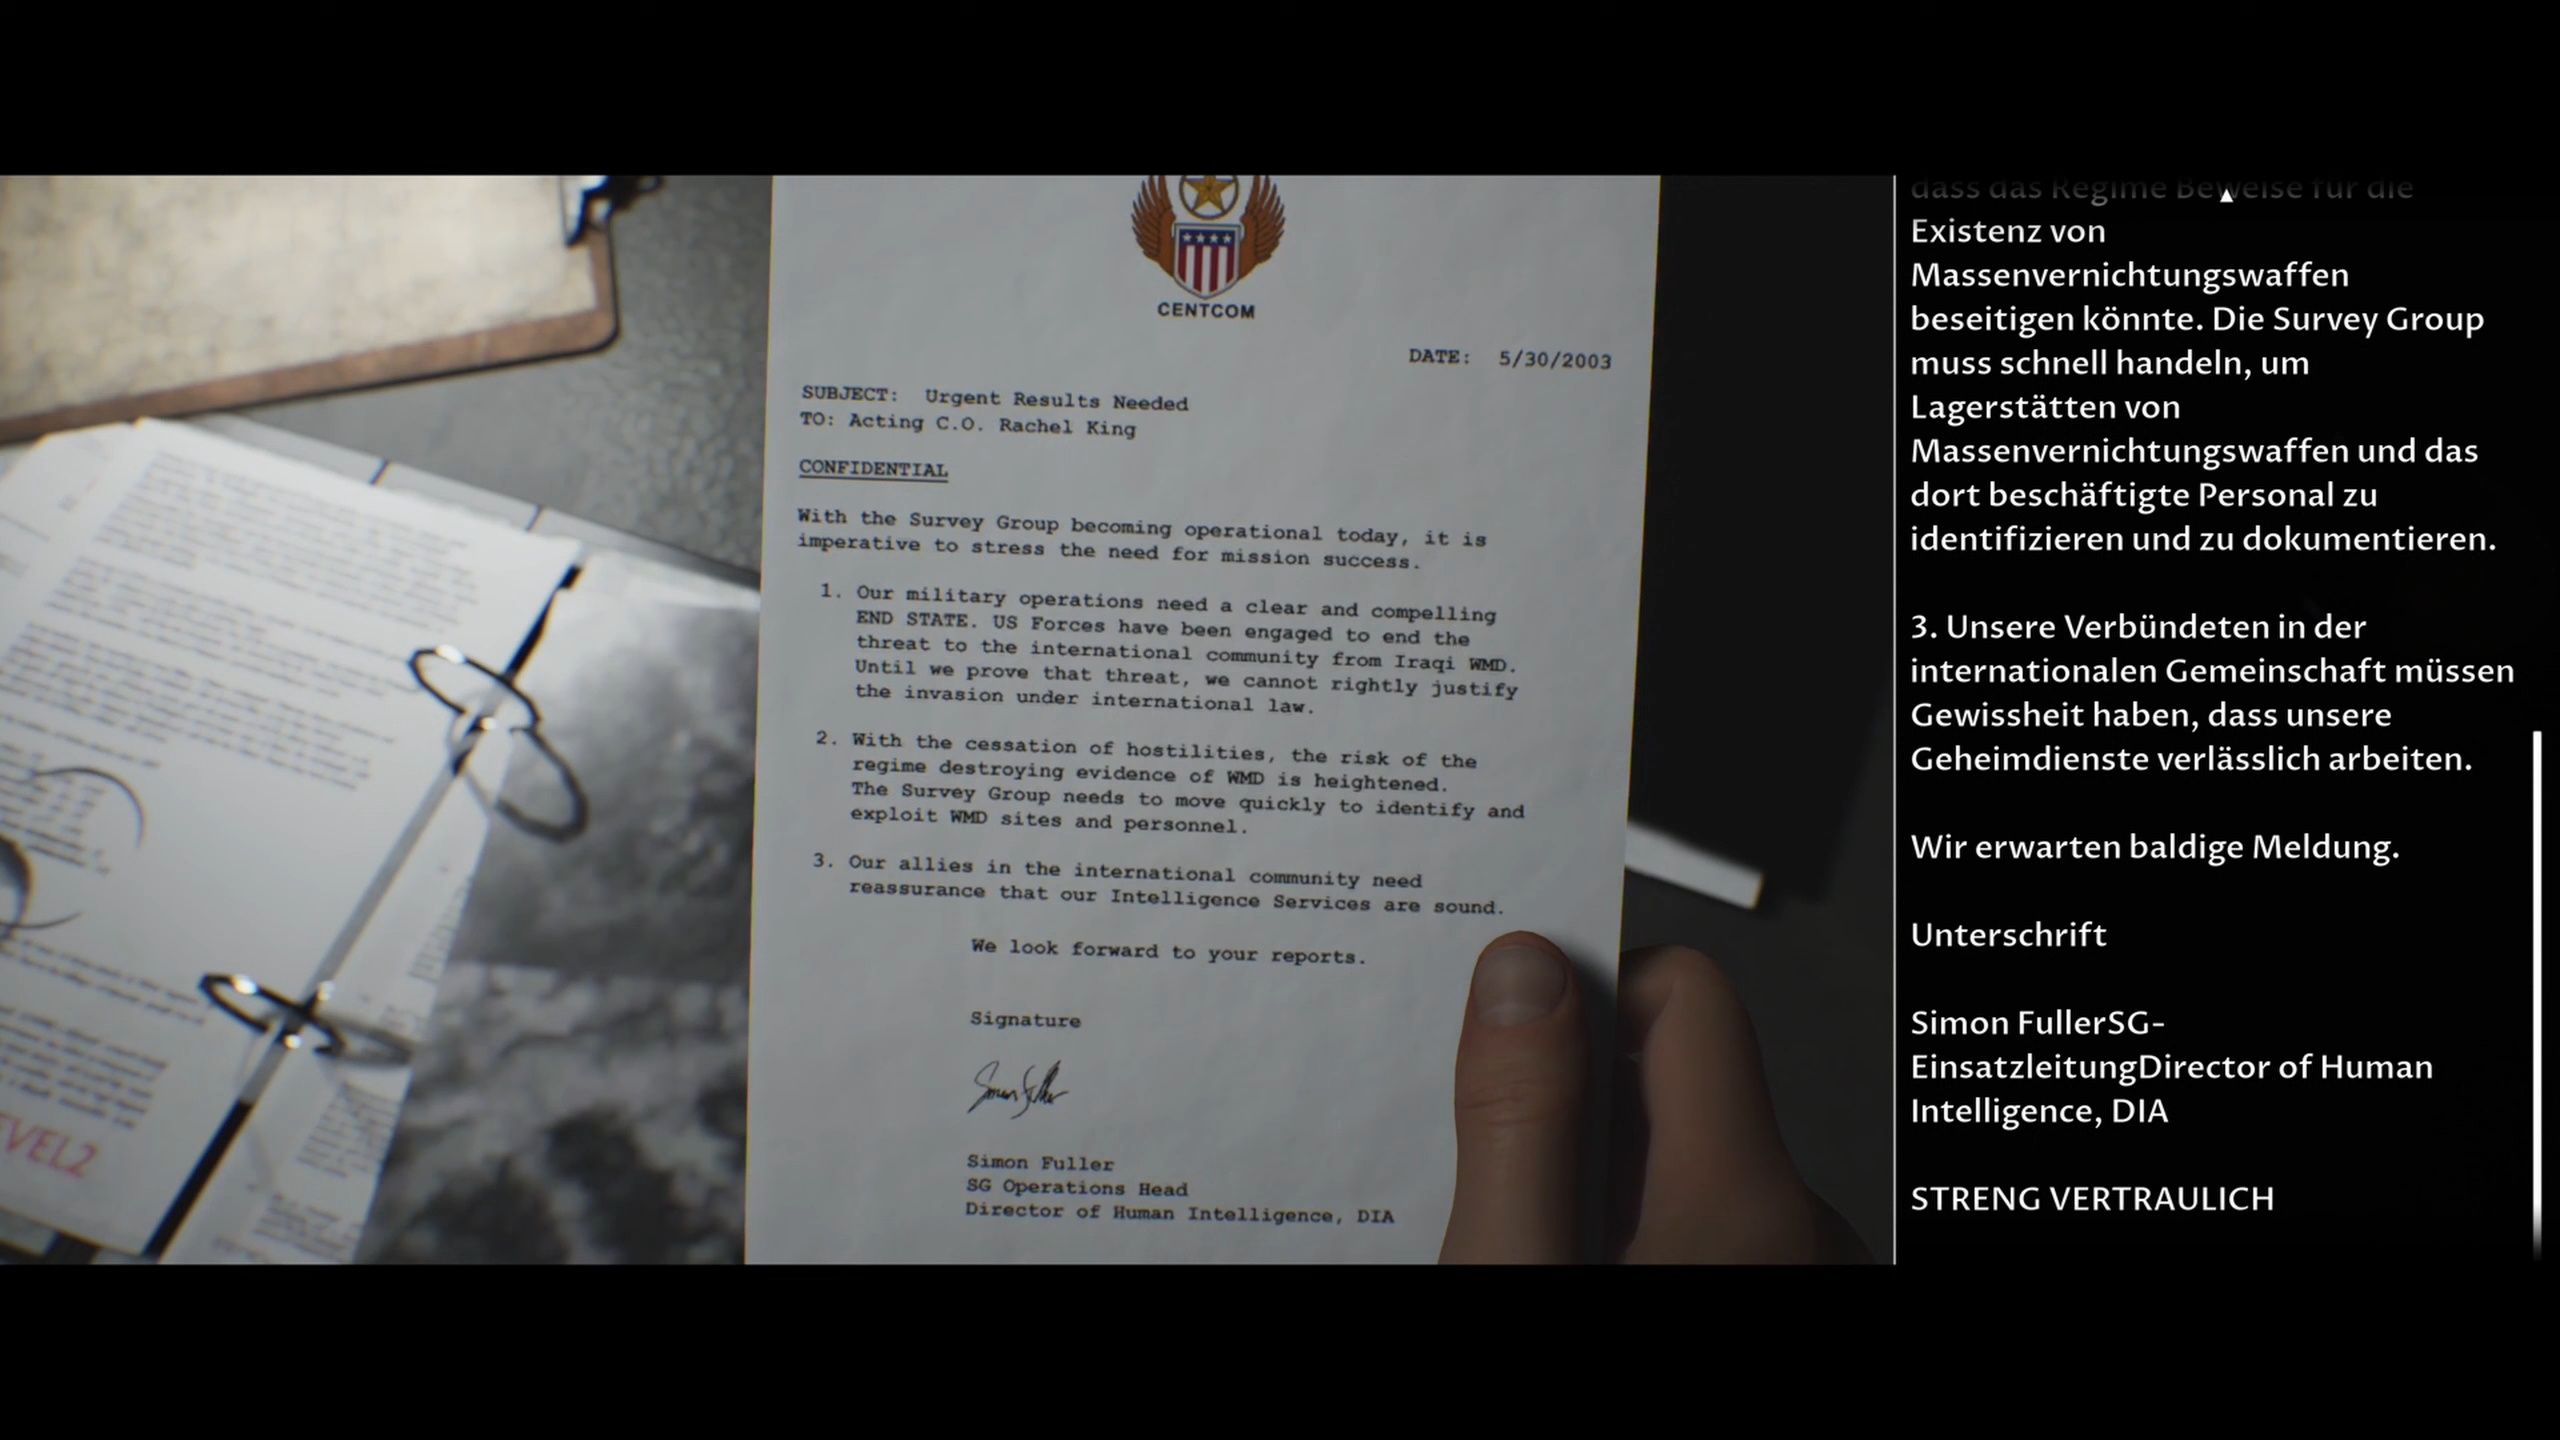 CENTCOM
DATE: 5/30/2003
SUBJECT: Urgent Results Needed
TO: Acting C.O. Rachel King
CONFIDENTIAL
With the Survey Group becoming operational today, it is
imperative to stress the need for mission success.
1. Our military operations need a clear and compelling
END STATE. US Forces have been engaged to end the
threat to the international community from Iraqi WMD.
Until we prove that threat, we cannot rightly justify
the invasion under international law.
2. With the cessation of hostilities, the risk of the
regime destroying evidence of WMD is heightened.
The Survey Group needs to move quickly to identify and
exploit WMD sites and personnel.
3. Our allies in the international community need
reassurance that our Intelligence Services are sound.
We look forward to your reports.
Signature
Simon Fuller
Simon Fuller
SG Operations Head
Director of Human Intelligence, DIA
EVEL2
dass das Regime Beweise für die
Existenz von
Massenvernichtungswaffen
beseitigen könnte. Die Survey Group
muss schnell handeln, um
Lagerstätten von
Massenvernichtungswaffen und das
dort beschäftigte Personal zu
identifizieren und zu dokumentieren.
3. Unsere Verbündeten in der
internationalen Gemeinschaft müssen
Gewissheit haben, dass unsere
Geheimdienste verlässlich arbeiten.
Wir erwarten baldige Meldung.
Unterschrift
Simon FullerSG-
EinsatzleitungDirector of Human
Intelligence, DIA
STRENG VERTRAULICH